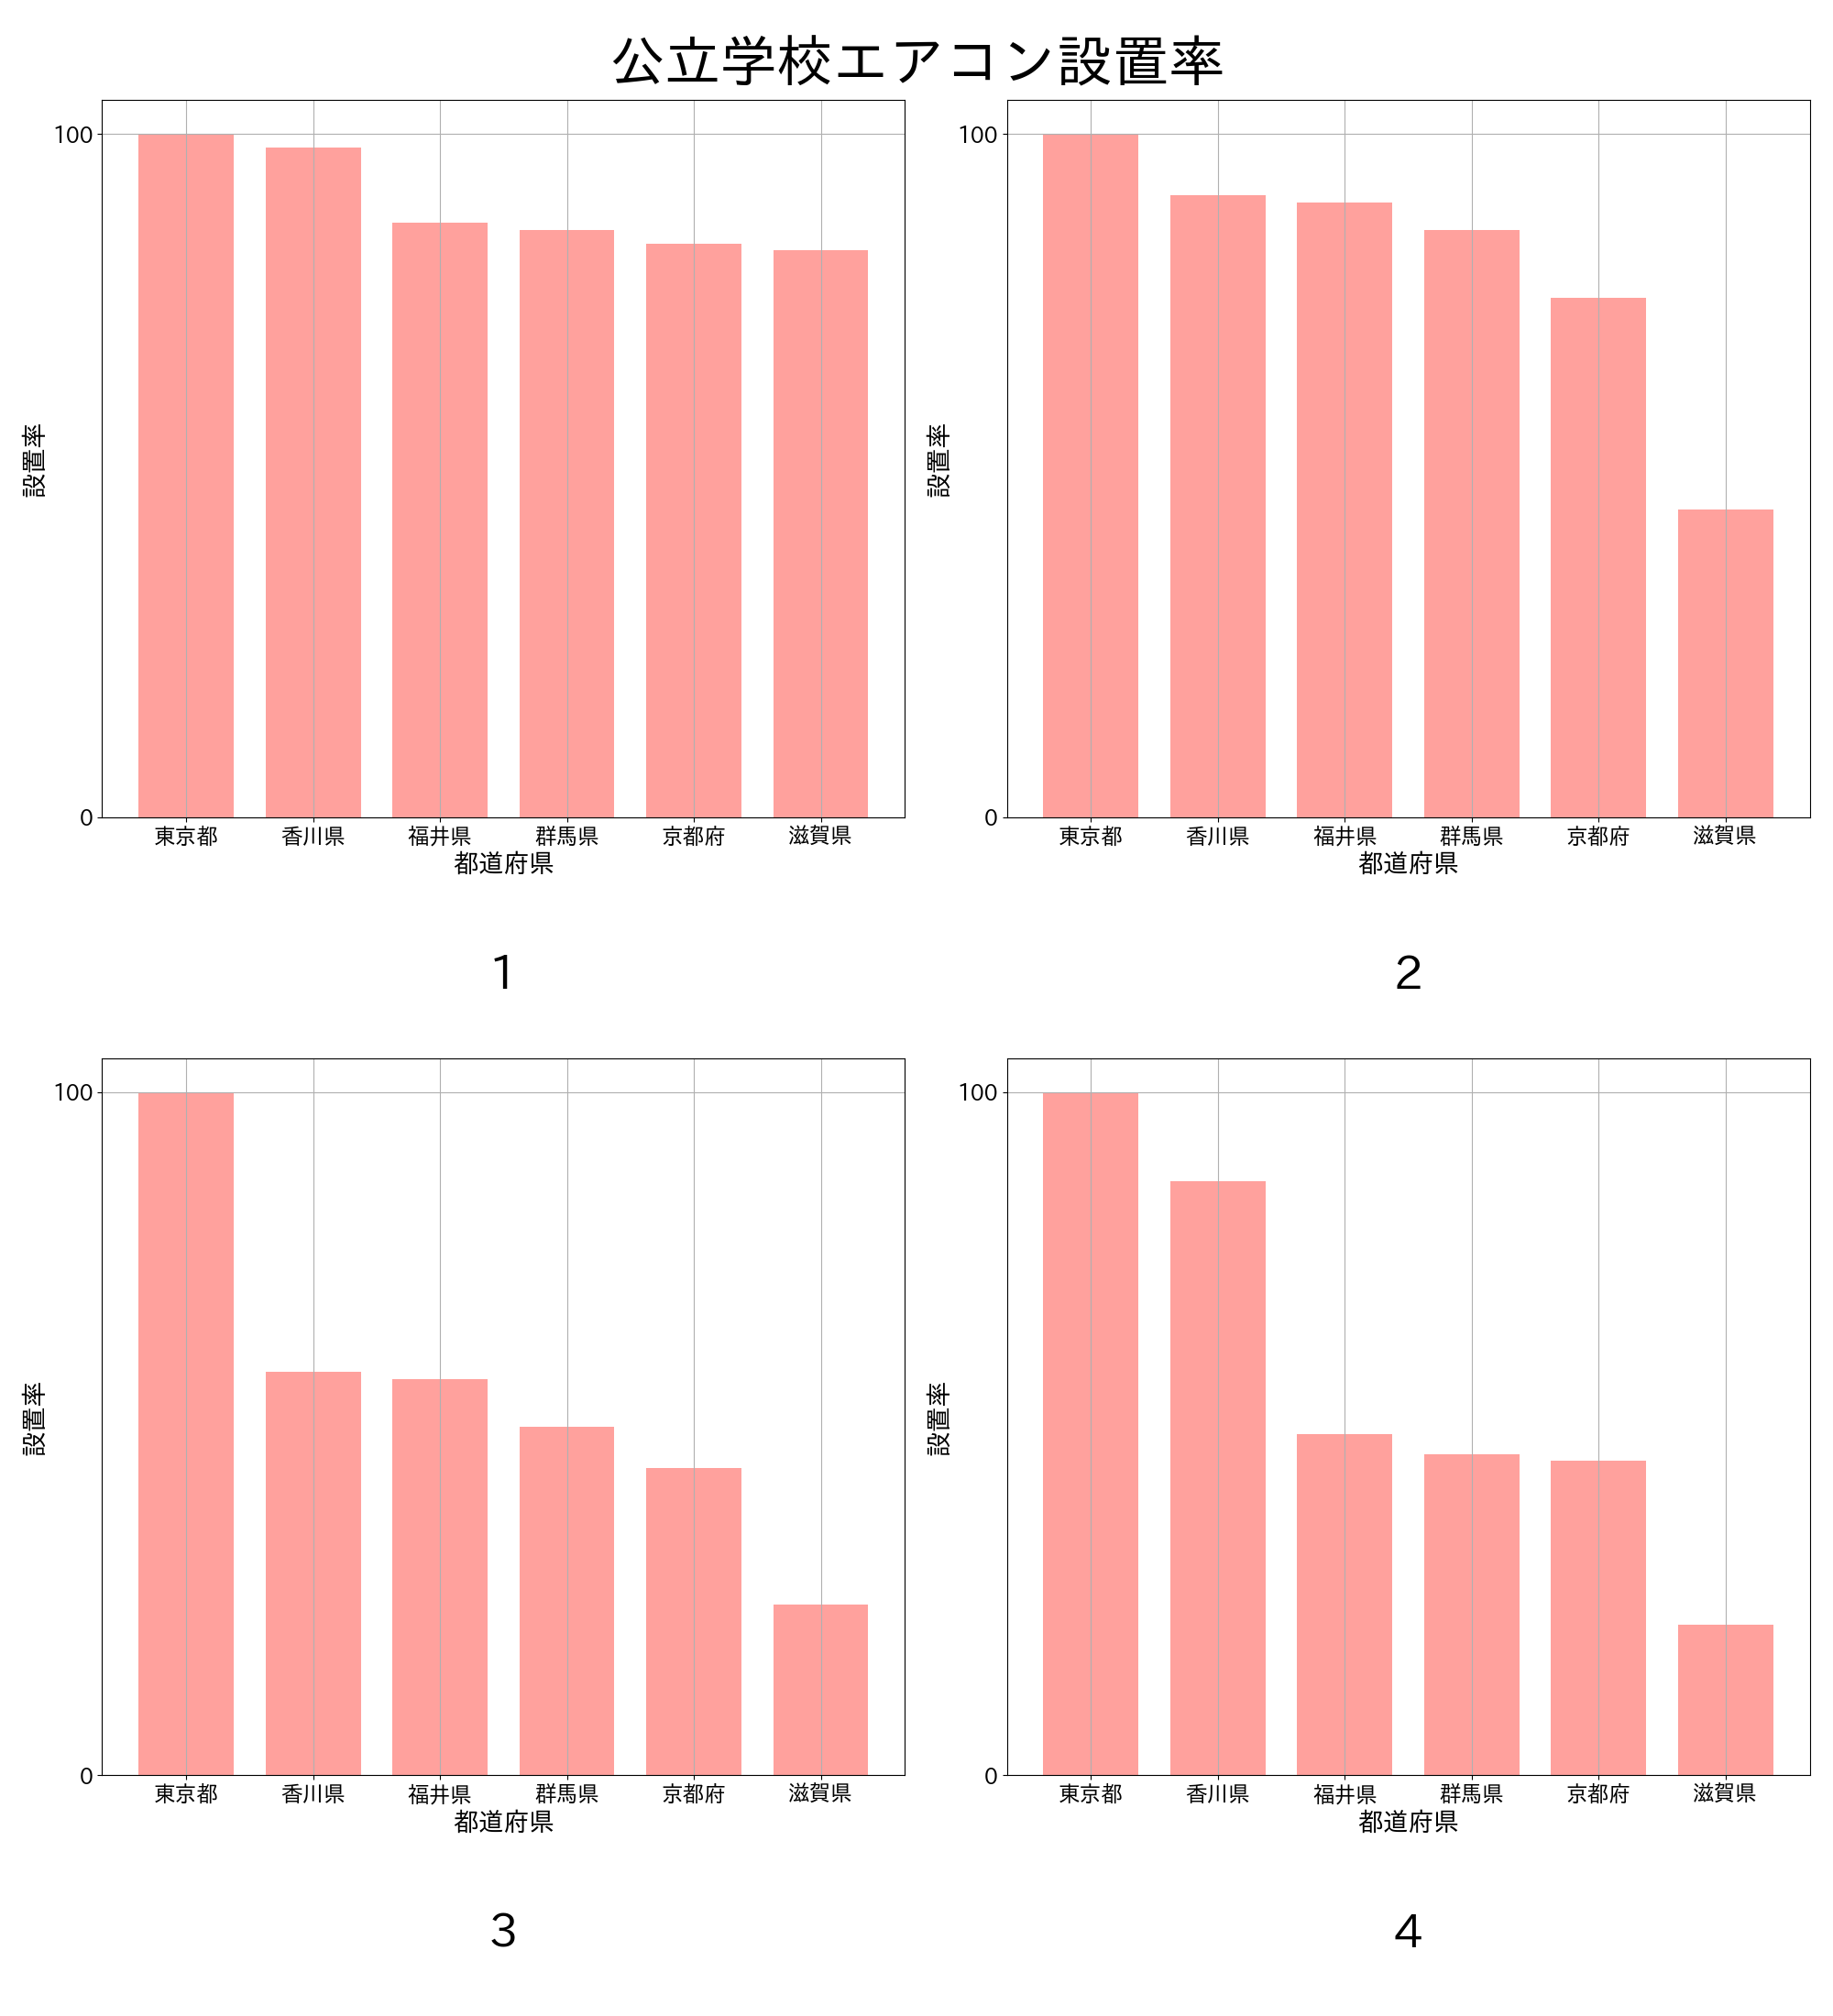 公立学校エアコン設置率
100
0
設置率
東京都 香川県 福井県 群馬県 京都府 滋賀県
都道府県
1
100
0
設置率
東京都 香川県 福井県 群馬県 京都府 滋賀県
都道府県
2
100
0
設置率
東京都 香川県 福井県 群馬県 京都府 滋賀県
都道府県
3
100
0
設置率
東京都 香川県 福井県 群馬県 京都府 滋賀県
都道府県
4